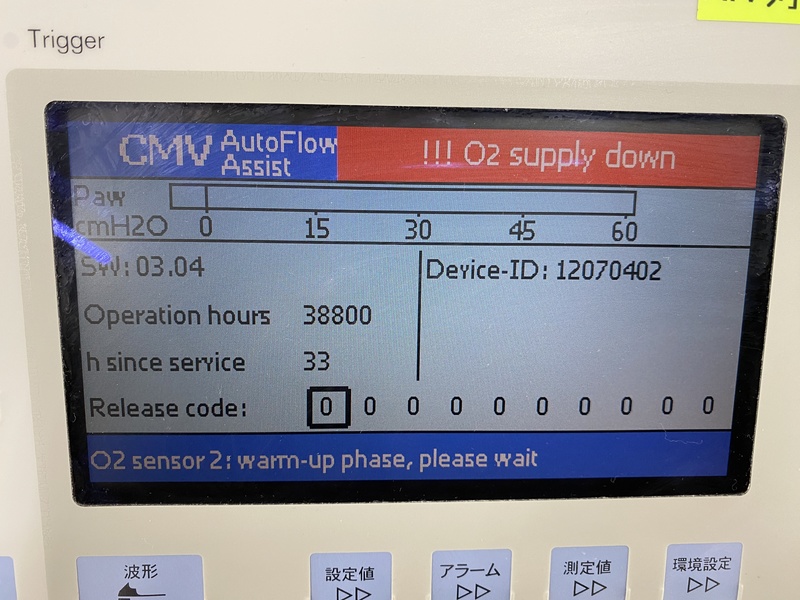 Trigger
CMV AutoFlow Assist
!!! O2 supply down
Paw
cmH2O 0 15 30 45 60
SW: 03.04
Device-ID: 12070402
Operation hours 38800
h since service 33
Release code: 0 0 0 0 0 0 0 0 0 0
O2 sensor 2: warm-up phase, please wait
波形
設定値
アラーム
測定値
環境設定